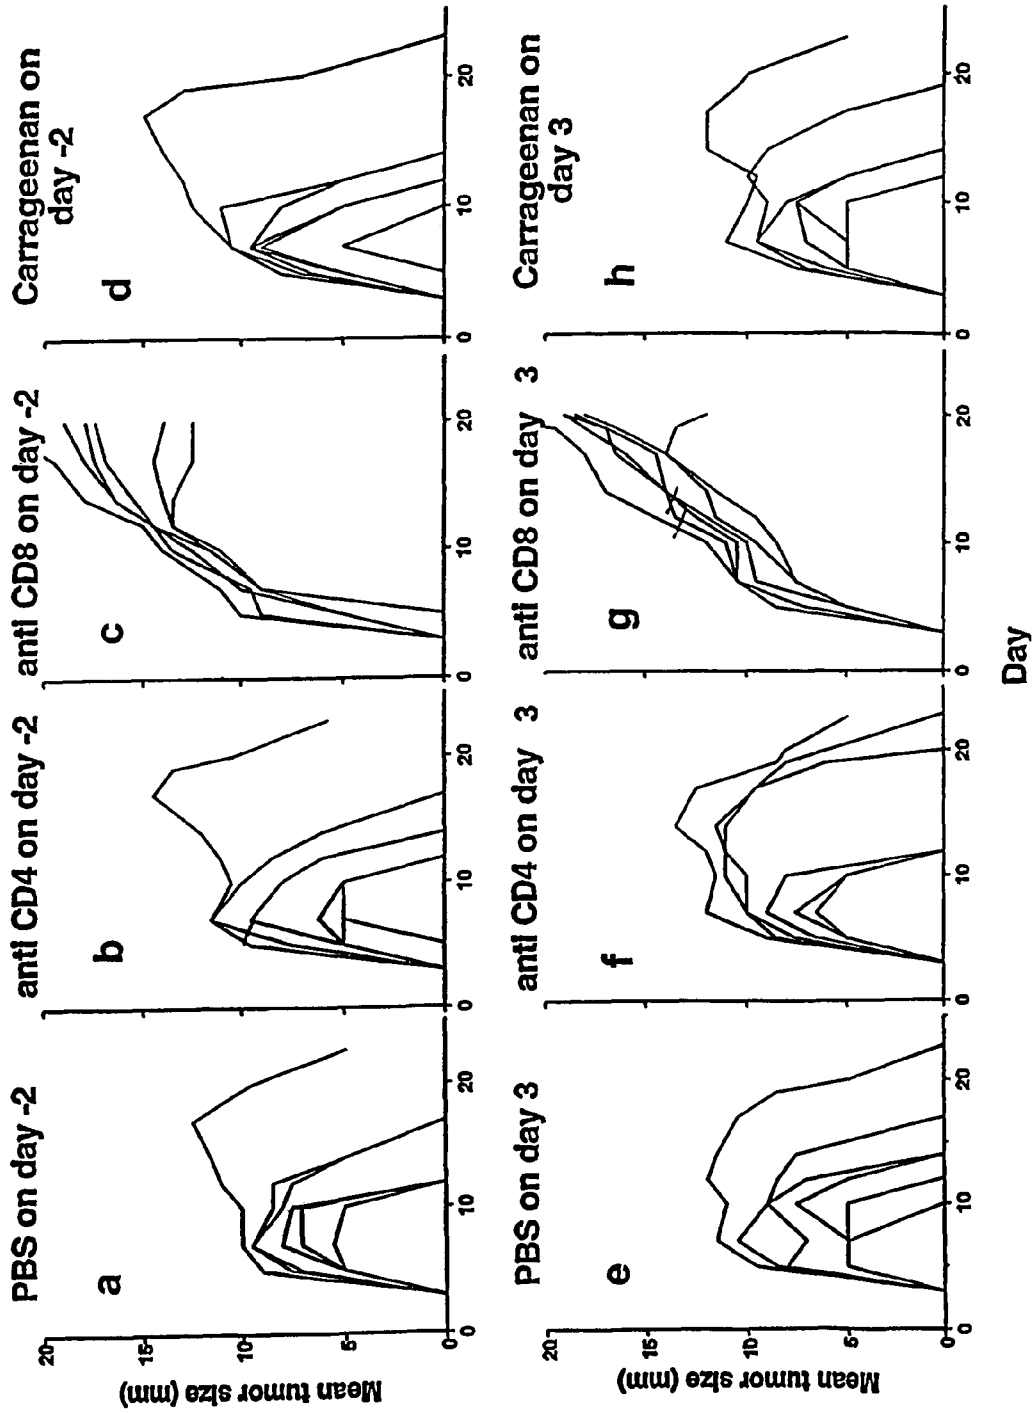 PBS on day -2
anti CD4 on day -2
anti CD8 on day -2
Carrageenan on
day -2
a
b
c
d
Mean tumor size (mm)
20
15
10
5
0
0
10
20
0
10
20
0
10
20
0
10
20
PBS on day 3
anti CD4 on day 3
anti CD8 on day 3
Carrageenan on
day 3
e
f
g
h
Mean tumor size (mm)
20
15
10
5
0
0
10
20
0
10
20
0
10
20
0
10
20
Day